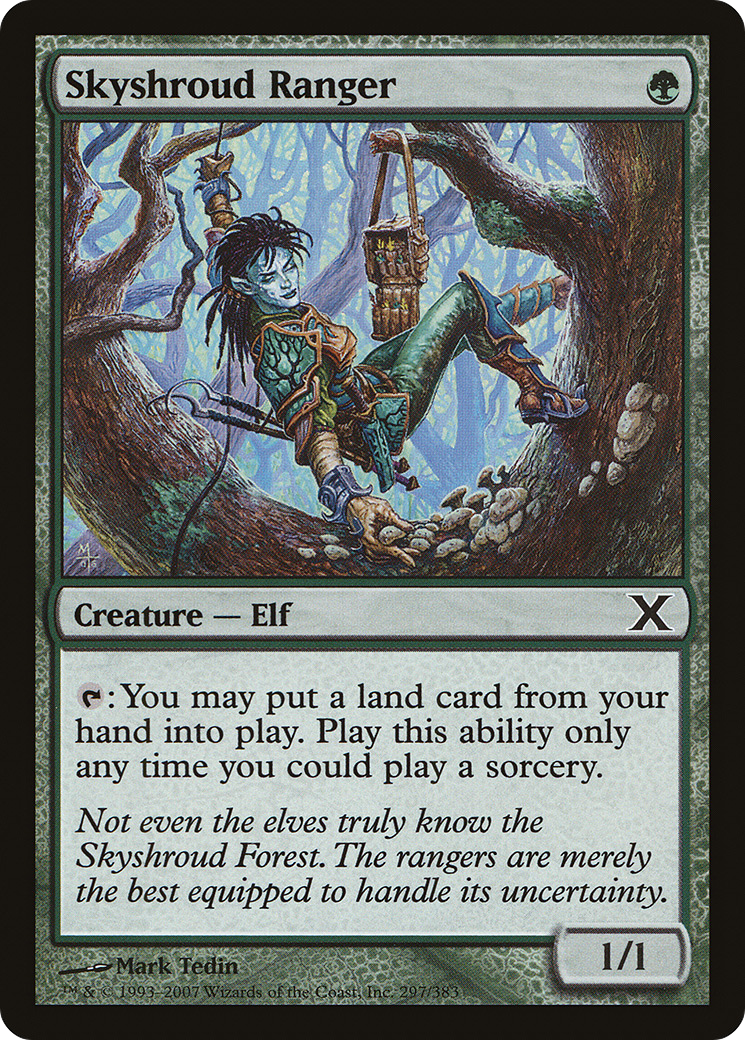 Skyshroud Ranger
M
06
Creature — Elf
X
:You may put a land card from your
hand into play. Play this ability only
any time you could play a sorcery.
Not even the elves truly know the
Skyshroud Forest. The rangers are merely
the best equipped to handle its uncertainty.
1/1
Mark Tedin
™ & © 1993–2007 Wizards of the Coast, Inc. 297/383